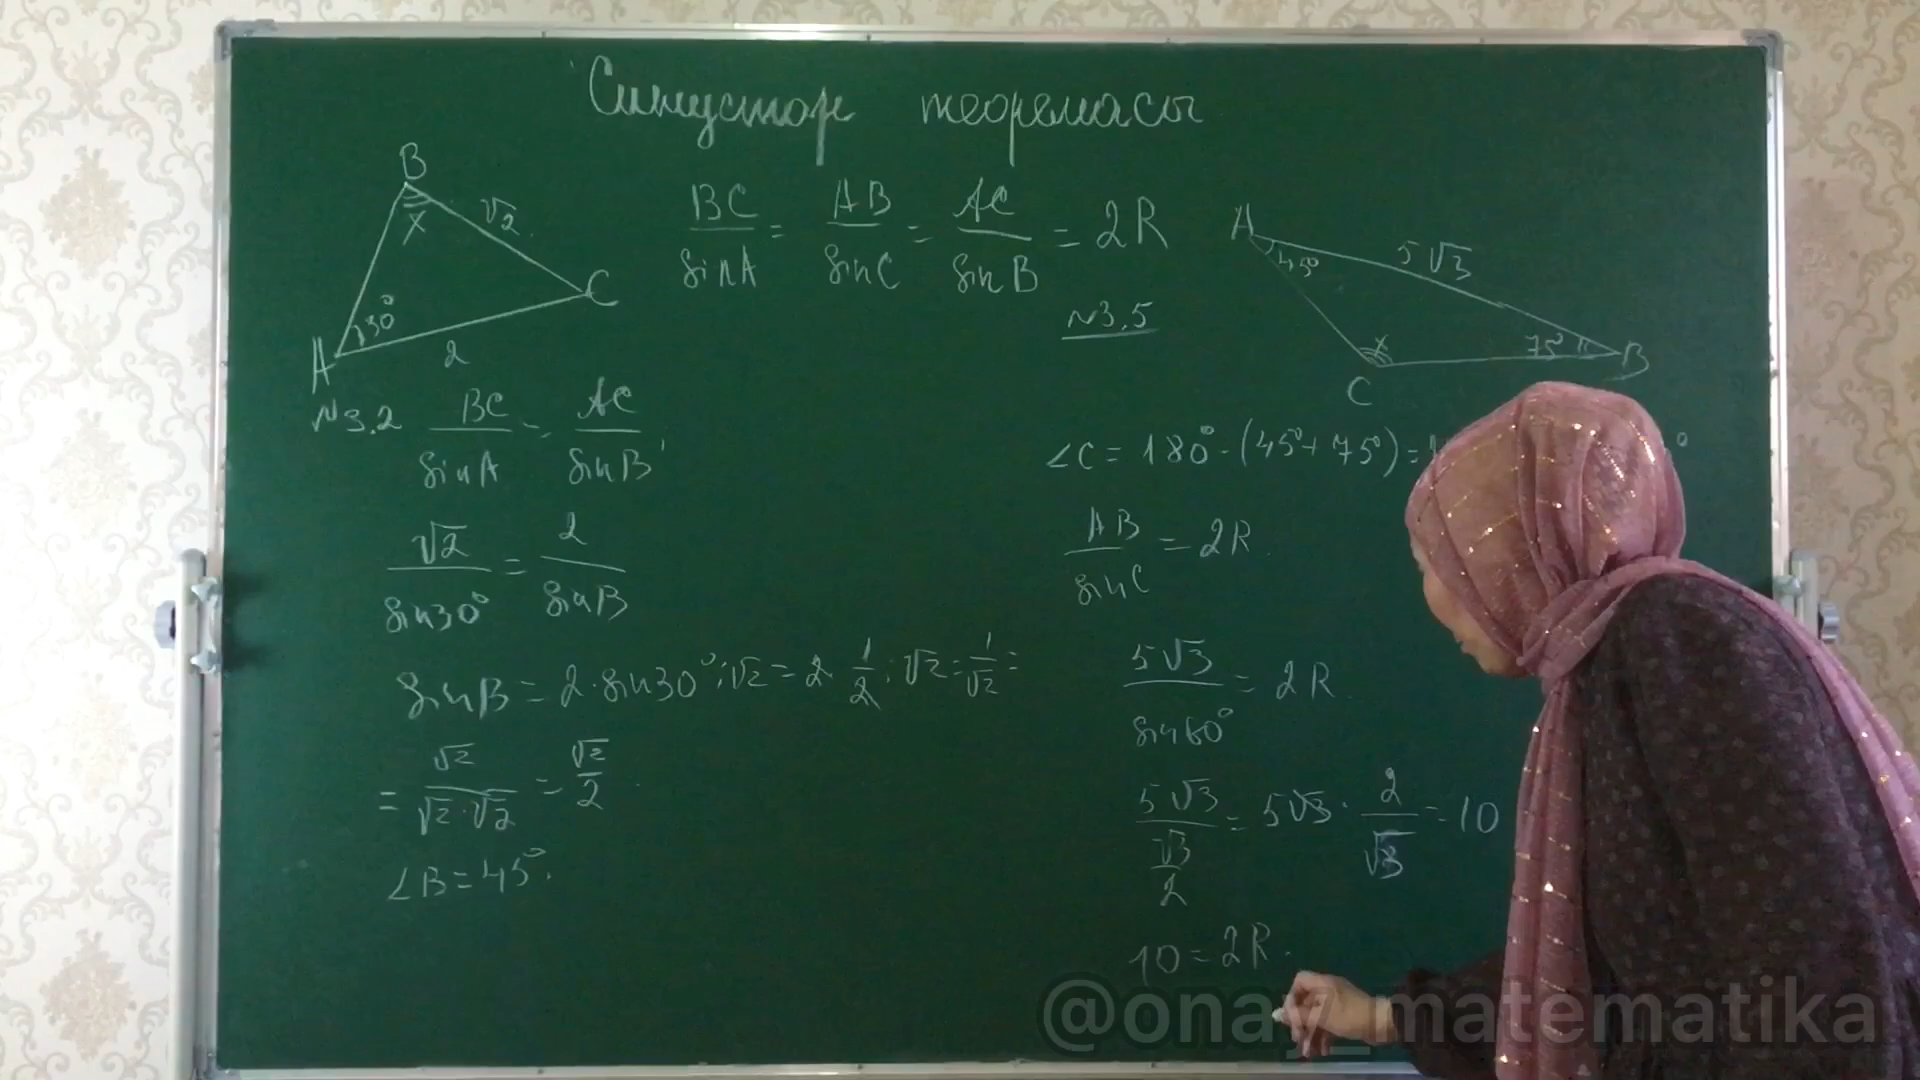 Синустар теоремасы
B
x
√2
C
30°
A
2
BC/sinA = AB/sinC = AC/sinB = 2R
№3.5
A
45°
5√3
75°
B
x
C
№3.2 BC/sinA = AC/sinB,
√2/sin30° = 2/sinB
sinB = 2·sin30°:√2 = 2·1/2:√2 = 1/√2 =
= √2/√2·√2 = √2/2.
∠B = 45°.
∠C = 180° - (45° + 75°) =
AB/sinC = 2R.
5√3/sin60° = 2R.
5√3/(√3/2) = 5√3·2/√3 = 10
10 = 2R.
@onay_matematika